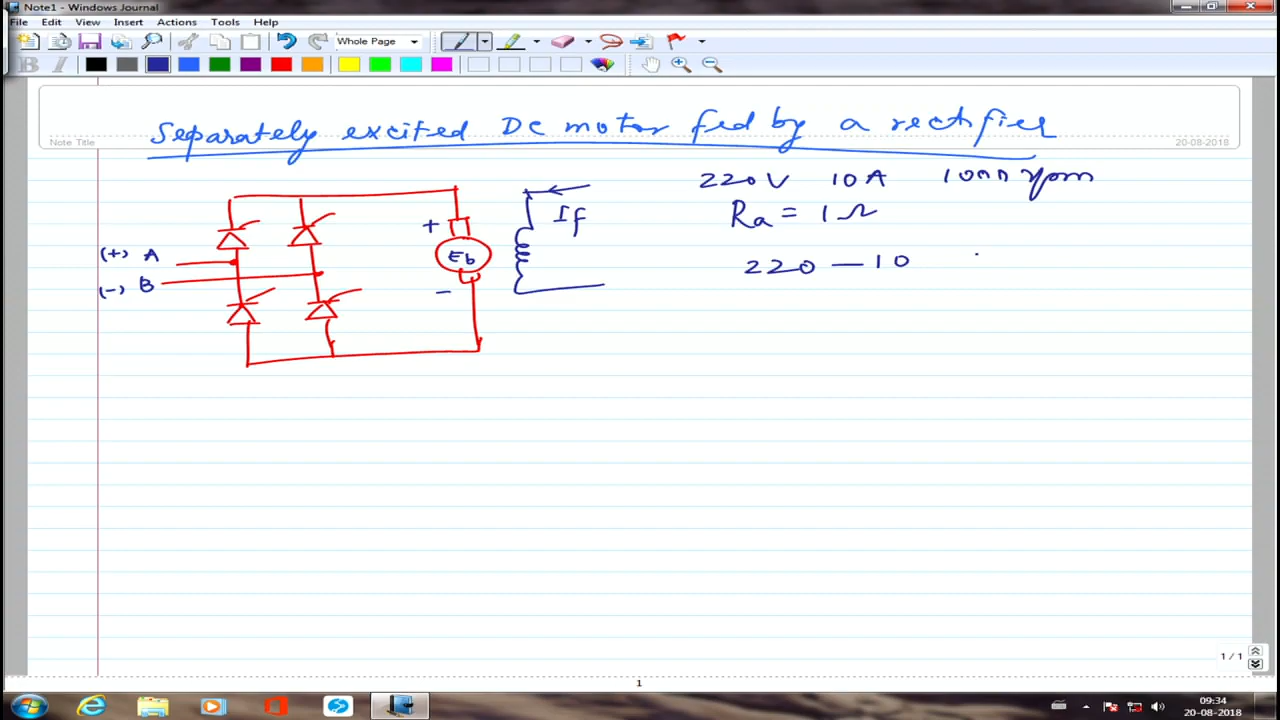 Note1 - Windows Journal
File Edit View Insert Actions Tools Help
Whole Page
B I
Separately excited DC motor fed by a rectifier
Note Title
20-08-2018
220V 10A 1000 rpm
Ra = 1 Ω
220 - 10
(+) A
(-) B
+
Eb
-
If
1 / 1
1
09:34
20-08-2018